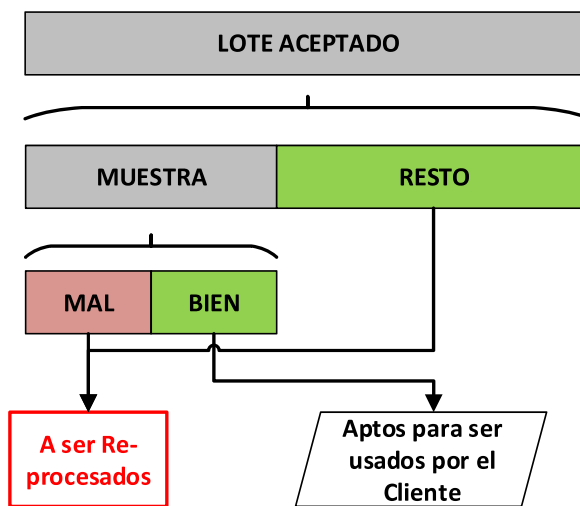 LOTE ACEPTADO
MUESTRA
RESTO
MAL
BIEN
A ser Re-
procesados
Aptos para ser
usados por el
Cliente